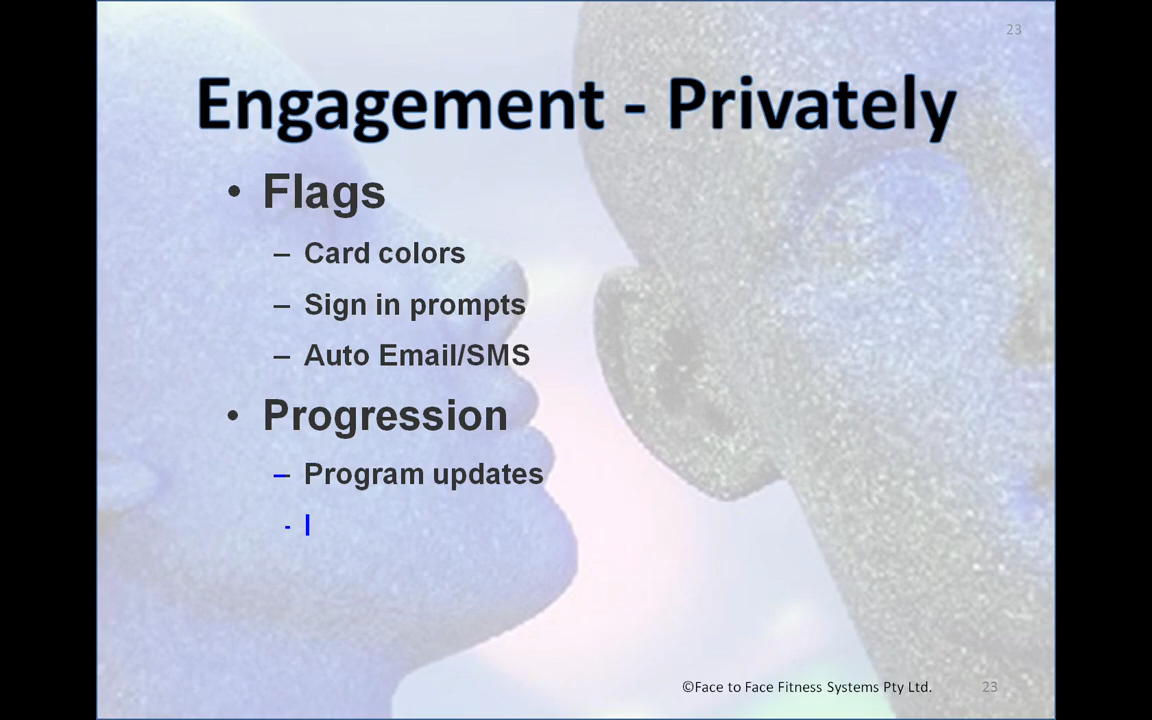 23
Engagement - Privately
• Flags
– Card colors
– Sign in prompts
– Auto Email/SMS
• Progression
– Program updates
- I
©Face to Face Fitness Systems Pty Ltd. 23